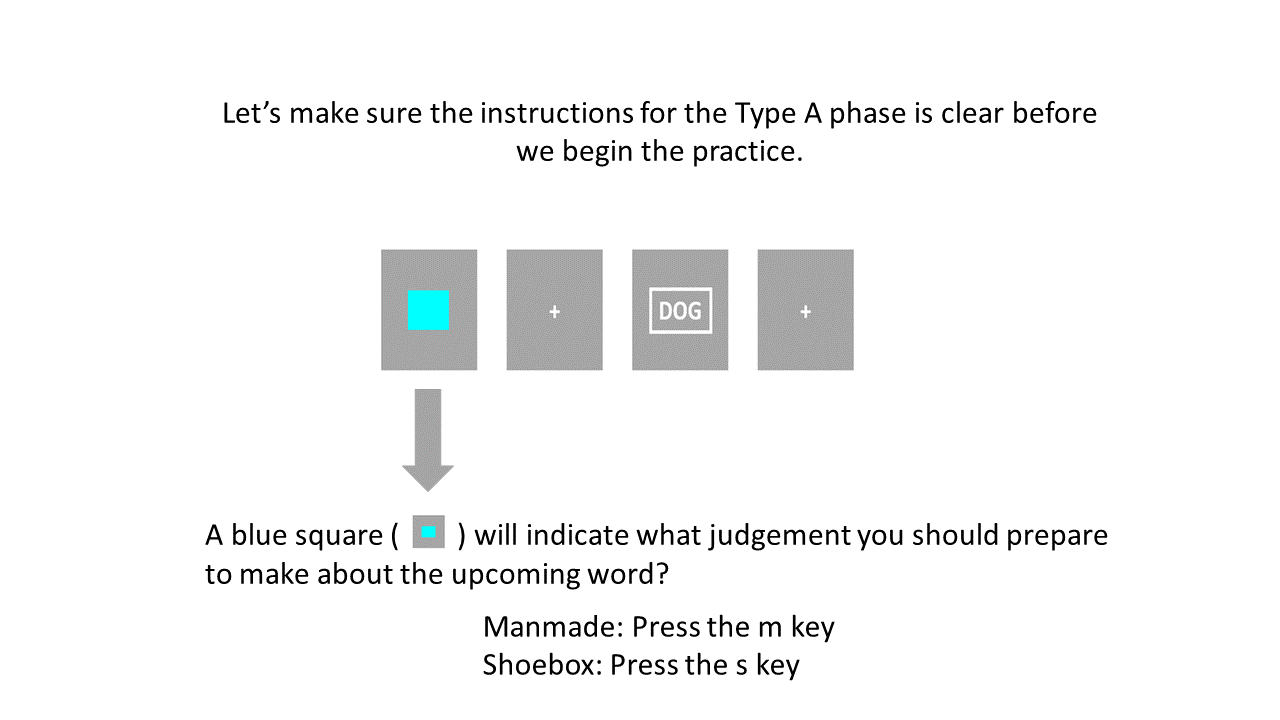 Let’s make sure the instructions for the Type A phase is clear before
we begin the practice.
+ DOG +
A blue square ( ) will indicate what judgement you should prepare
to make about the upcoming word?
Manmade: Press the m key
Shoebox: Press the s key